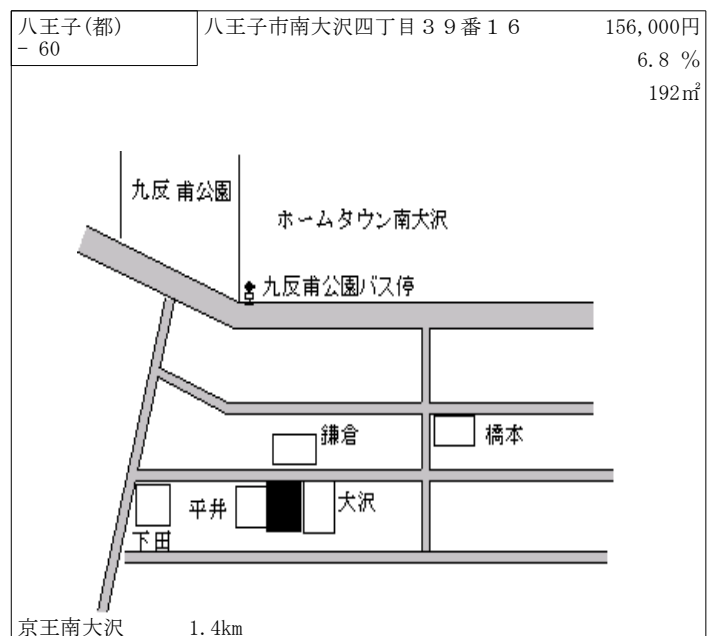 八王子(都)
- 60
八王子市南大沢四丁目３９番１６
156,000円
6.8 %
192㎡
九反甫公園
ホームタウン南大沢
九反甫公園バス停
鎌倉
橋本
平井
大沢
下田
京王南大沢 1.4km